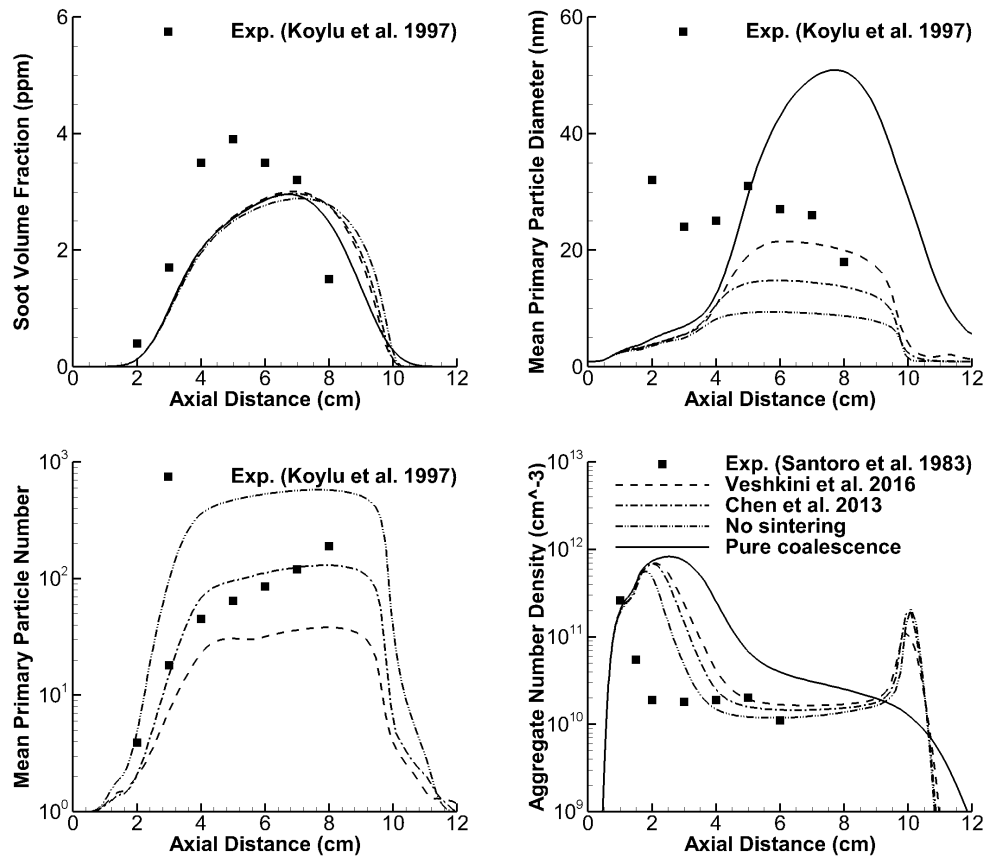 Soot Volume Fraction (ppm)
6
4
2
0
Exp. (Koylu et al. 1997)
0 2 4 6 8 10 12
Axial Distance (cm)
Mean Primary Particle Diameter (nm)
60
40
20
0
Exp. (Koylu et al. 1997)
0 2 4 6 8 10 12
Axial Distance (cm)
Mean Primary Particle Number
10^3
10^2
10^1
10^0
Exp. (Koylu et al. 1997)
0 2 4 6 8 10 12
Axial Distance (cm)
Aggregate Number Density (cm^-3)
10^13
10^12
10^11
10^10
10^9
Exp. (Santoro et al. 1983)
Veshkini et al. 2016
Chen et al. 2013
No sintering
Pure coalescence
0 2 4 6 8 10 12
Axial Distance (cm)